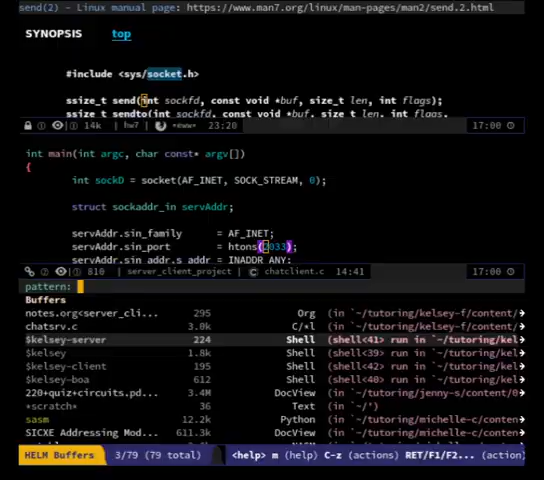 send(2) - Linux manual page: https://www.man7.org/linux/man-pages/man2/send.2.html
SYNOPSIS top
#include <sys/socket.h>
ssize_t send(int sockfd, const void *buf, size_t len, int flags);
ssize_t sendto(int sockfd, const void *buf, size_t len, int flags,
① 14k hw7 *eww* 23:20 17:00
int main(int argc, char const* argv[])
{
int sockD = socket(AF_INET, SOCK_STREAM, 0);
struct sockaddr_in servAddr;
servAddr.sin_family = AF_INET;
servAddr.sin_port = htons(2033);
servAddr.sin_addr.s_addr = INADDR_ANY;
② ① 810 server_client_project C chatclient.c 14:41 17:00
pattern:
Buffers
notes.org<server_cli... 295 Org (in `~/tutoring/kelsey-f/content/
chatsrv.c 3.0k C/*l (in `~/tutoring/kelsey-f/content/
$kelsey-server 224 Shell (shell<41> run in `~/tutoring/kel
$kelsey 1.8k Shell (shell<39> run in `~/tutoring/kel
$kelsey-client 195 Shell (shell<42> run in `~/tutoring/kel
$kelsey-boa 612 Shell (shell<40> run in `~/tutoring/kel
220+quiz+circuits.pd... 3.4M DocView (in `~/tutoring/jenny-s/content/0
*scratch* 36 Text (in `~/')
sasm 12.2k Python (in `~/tutoring/michelle-c/conten
SICXE Addressing Mod... 611.3k DocView (in `~/tutoring/michelle-c/conten
HELM Buffers 3/79 (79 total) <help> m (help) C-z (actions) RET/F1/F2... (action)